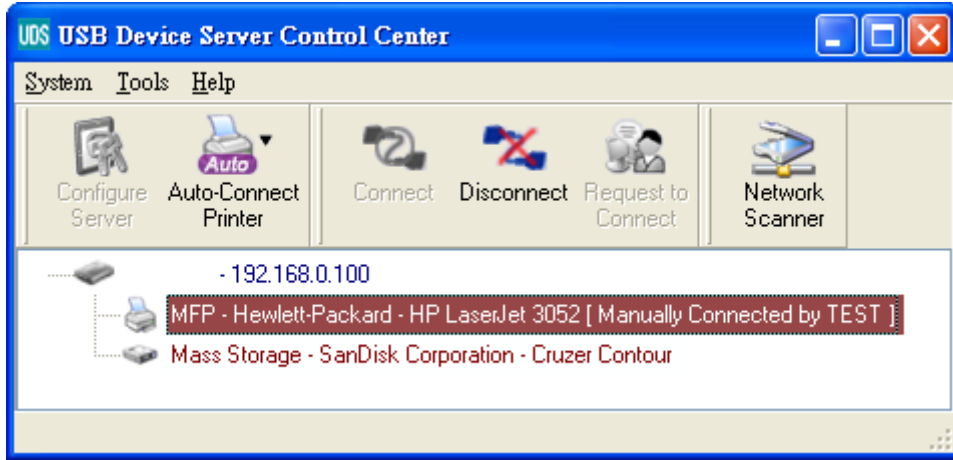 UDS USB Device Server Control Center
System Tools Help
Auto
Configure Server
Auto-Connect Printer
Connect
Disconnect
Request to Connect
Network Scanner
- 192.168.0.100
MFP - Hewlett-Packard - HP LaserJet 3052 [ Manually Connected by TEST ]
Mass Storage - SanDisk Corporation - Cruzer Contour